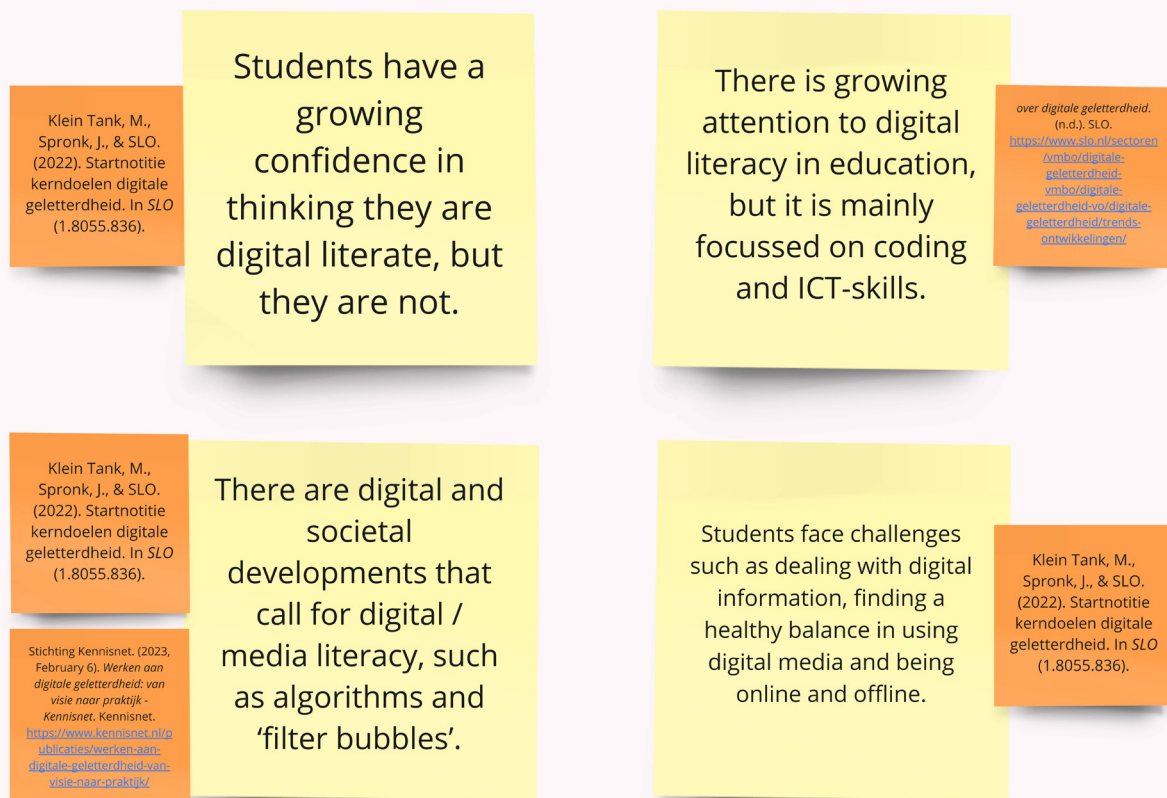 Klein Tank, M.,
Spronk, J., & SLO.
(2022). Startnotitie
kerndoelen digitale
geletterdheid. In SLO
(1.8055.836).
Students have a
growing
confidence in
thinking they are
digital literate, but
they are not.
There is growing
attention to digital
literacy in education,
but it is mainly
focussed on coding
and ICT-skills.
over digitale geletterdheid.
(n.d.). SLO.
https://www.slo.nl/sectoren
/vmbo/digitale-
geletterdheid-
vmbo/digitale-
geletterdheid-vo/digitale-
geletterdheid/trends-
ontwikkelingen/
Klein Tank, M.,
Spronk, J., & SLO.
(2022). Startnotitie
kerndoelen digitale
geletterdheid. In SLO
(1.8055.836).
Stichting Kennisnet. (2023,
February 6). Werken aan
digitale geletterdheid: van
visie naar praktijk -
Kennisnet. Kennisnet.
https://www.kennisnet.nl/p
ublicaties/werken-aan-
digitale-geletterdheid-van-
visie-naar-praktijk/
There are digital and
societal
developments that
call for digital /
media literacy, such
as algorithms and
‘filter bubbles’.
Students face challenges
such as dealing with digital
information, finding a
healthy balance in using
digital media and being
online and offline.
Klein Tank, M.,
Spronk, J., & SLO.
(2022). Startnotitie
kerndoelen digitale
geletterdheid. In SLO
(1.8055.836).